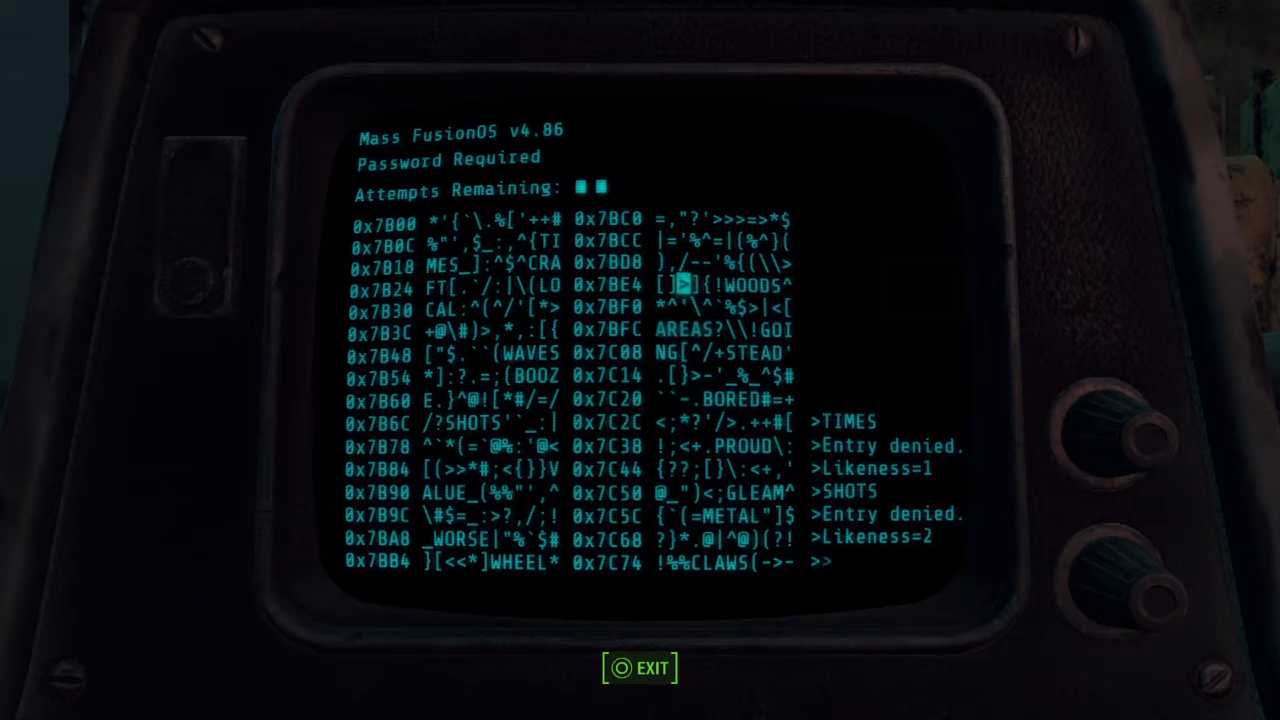 Mass FusionOS v4.86
Password Required
Attempts Remaining: ■ ■
0x7B00 *'{`\.%['++# 0x7BC0 =,"?'>>>=>*$
0x7B0C %"',$_:,^{TI 0x7BCC |='%^=|(%^}(
0x7B18 MES_]:^$^CRA 0x7BD8 ),/--'%{(\\>
0x7B24 FT[.`/:|\(LO 0x7BE4 []>]{!WOODS^
0x7B30 CAL:^(^/'[*> 0x7BF0 *^'\^`%$>|<[
0x7B3C +@\#)>,*,:[{ 0x7BFC AREAS?\\!GOI
0x7B48 ["$.``(WAVES 0x7C08 NG[^/+STEAD'
0x7B54 *]:?.=;(BOOZ 0x7C14 .[}>-'_%_^$#
0x7B60 E.}^@![*#/=/ 0x7C20 ``-.BORED#=+
0x7B6C /?SHOTS'`_:| 0x7C2C <;*?'/>.++#[ >TIMES
0x7B78 ^`*(=`@%:'@< 0x7C38 !;<+.PROUD\: >Entry denied.
0x7B84 [(>>*#;<{}}V 0x7C44 {??;[}\:<+,' >Likeness=1
0x7B90 ALUE_(%%"',^ 0x7C50 @_")<;GLEAM^ >SHOTS
0x7B9C \#$=_:>?,/;! 0x7C5C {`(=METAL"]$ >Entry denied.
0x7BA8 _WORSE|"%`$# 0x7C68 ?}*.@|^@)(?! >Likeness=2
0x7BB4 }[<<*]WHEEL* 0x7C74 !%%CLAWS(->- >>
EXIT